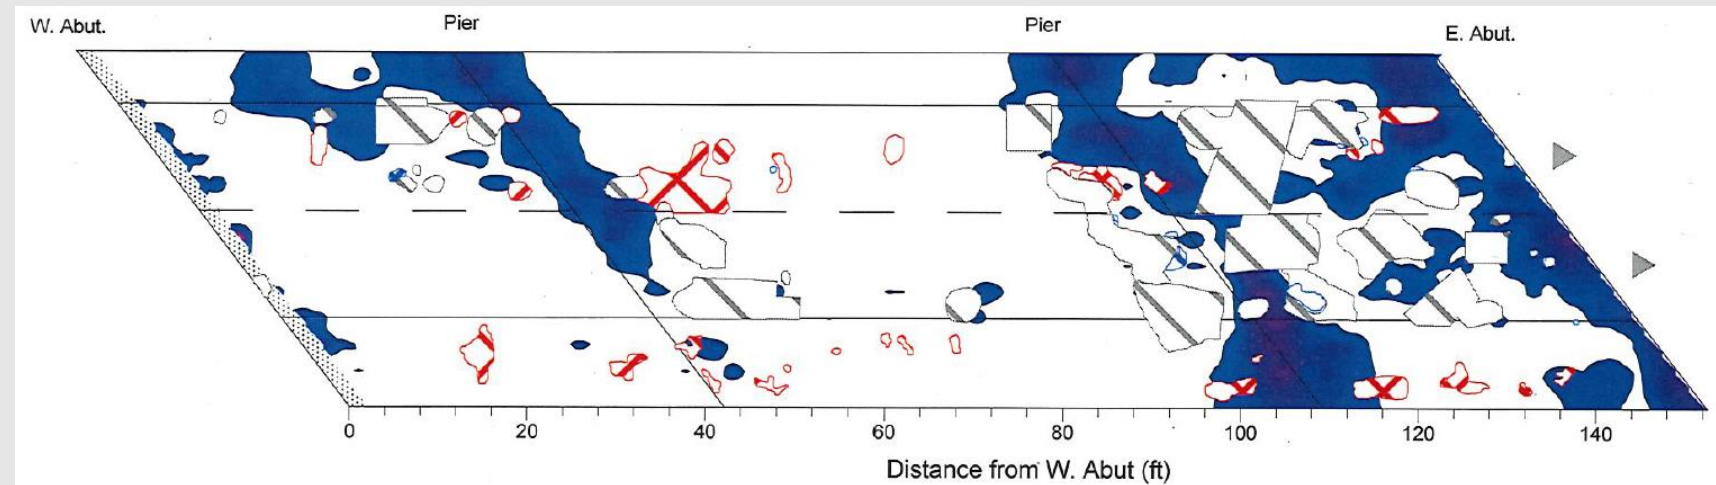 W. Abut.
Pier
Pier
E. Abut.
0
20
40
60
80
100
120
140
Distance from W. Abut (ft)